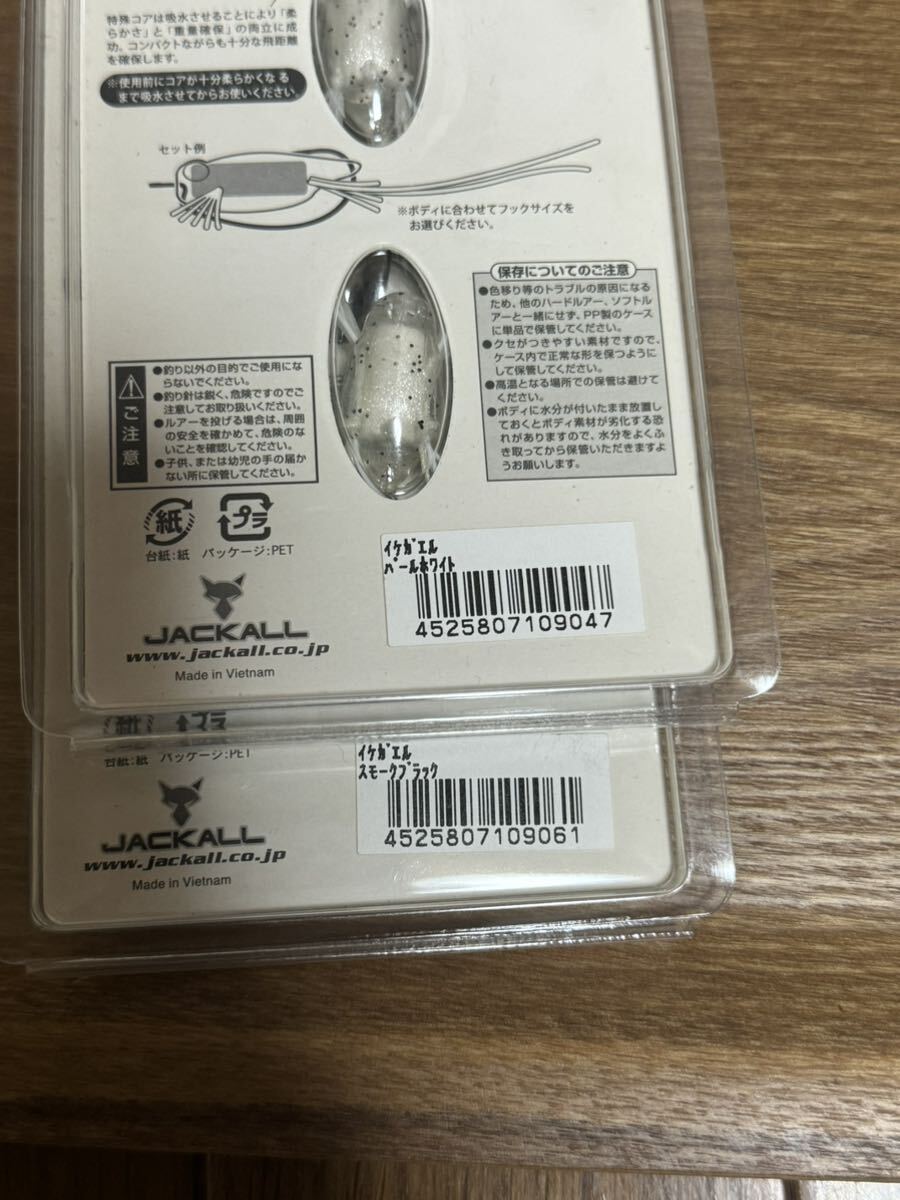 特殊コアは吸水させることにより「柔
らかさ」と「重量確保」の両立に成
功。コンパクトながらも十分な飛距離
を確保します。
※使用前にコアが十分柔らかくなる
まで吸水させてからお使いください。
セット例
※ボディに合わせてフックサイズを
お選びください。
保存についてのご注意
●色移り等のトラブルの原因になる
ため、他のハードルアー、ソフトル
アーと一緒にせず、PP製のケース
に単品で保管してください。
●クセがつきやすい素材ですので、
ケース内で正常な形を保つようにして
保管してください。
●高温となる場所での保管は避けて
ください。
●ボディに水分が付いたまま放置し
ておくとボディ素材が劣化する恐
れがありますので、水分をよくふ
き取ってから保管いただきますよ
うお願いします。
ご注意
●釣り以外の目的でご使用にな
らないでください。
●釣り針は鋭く、危険ですのでご
注意してお取り扱いください。
●ルアーを投げる場合は、周囲
の安全を確かめて、危険のな
いことを確認してください。
●子供、または幼児の手の届か
ない所に保管してください。
紙 プラ
台紙:紙 パッケージ:PET
JACKALL
www.jackall.co.jp
Made in Vietnam
ｲｹｶﾞｴﾙ
ﾊﾟｰﾙﾎﾜｲﾄ
4525807109047
紙 プラ
台紙:紙 パッケージ:PET
JACKALL
www.jackall.co.jp
Made in Vietnam
ｲｹｶﾞｴﾙ
ｽﾓｰｸﾌﾞﾗｯｸ
4525807109061